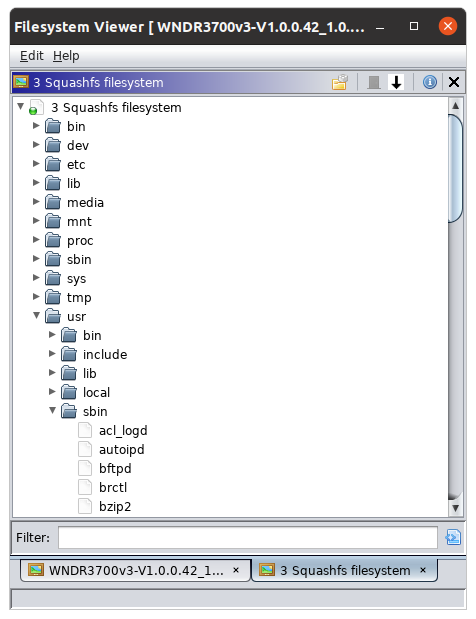 Filesystem Viewer [ WNDR3700v3-V1.0.0.42_1.0....
Edit Help
3 Squashfs filesystem
3 Squashfs filesystem
bin
dev
etc
lib
media
mnt
proc
sbin
sys
tmp
usr
bin
include
lib
local
sbin
acl_logd
autoipd
bftpd
brctl
bzip2
Filter:
WNDR3700v3-V1.0.0.42_1... × 3 Squashfs filesystem ×